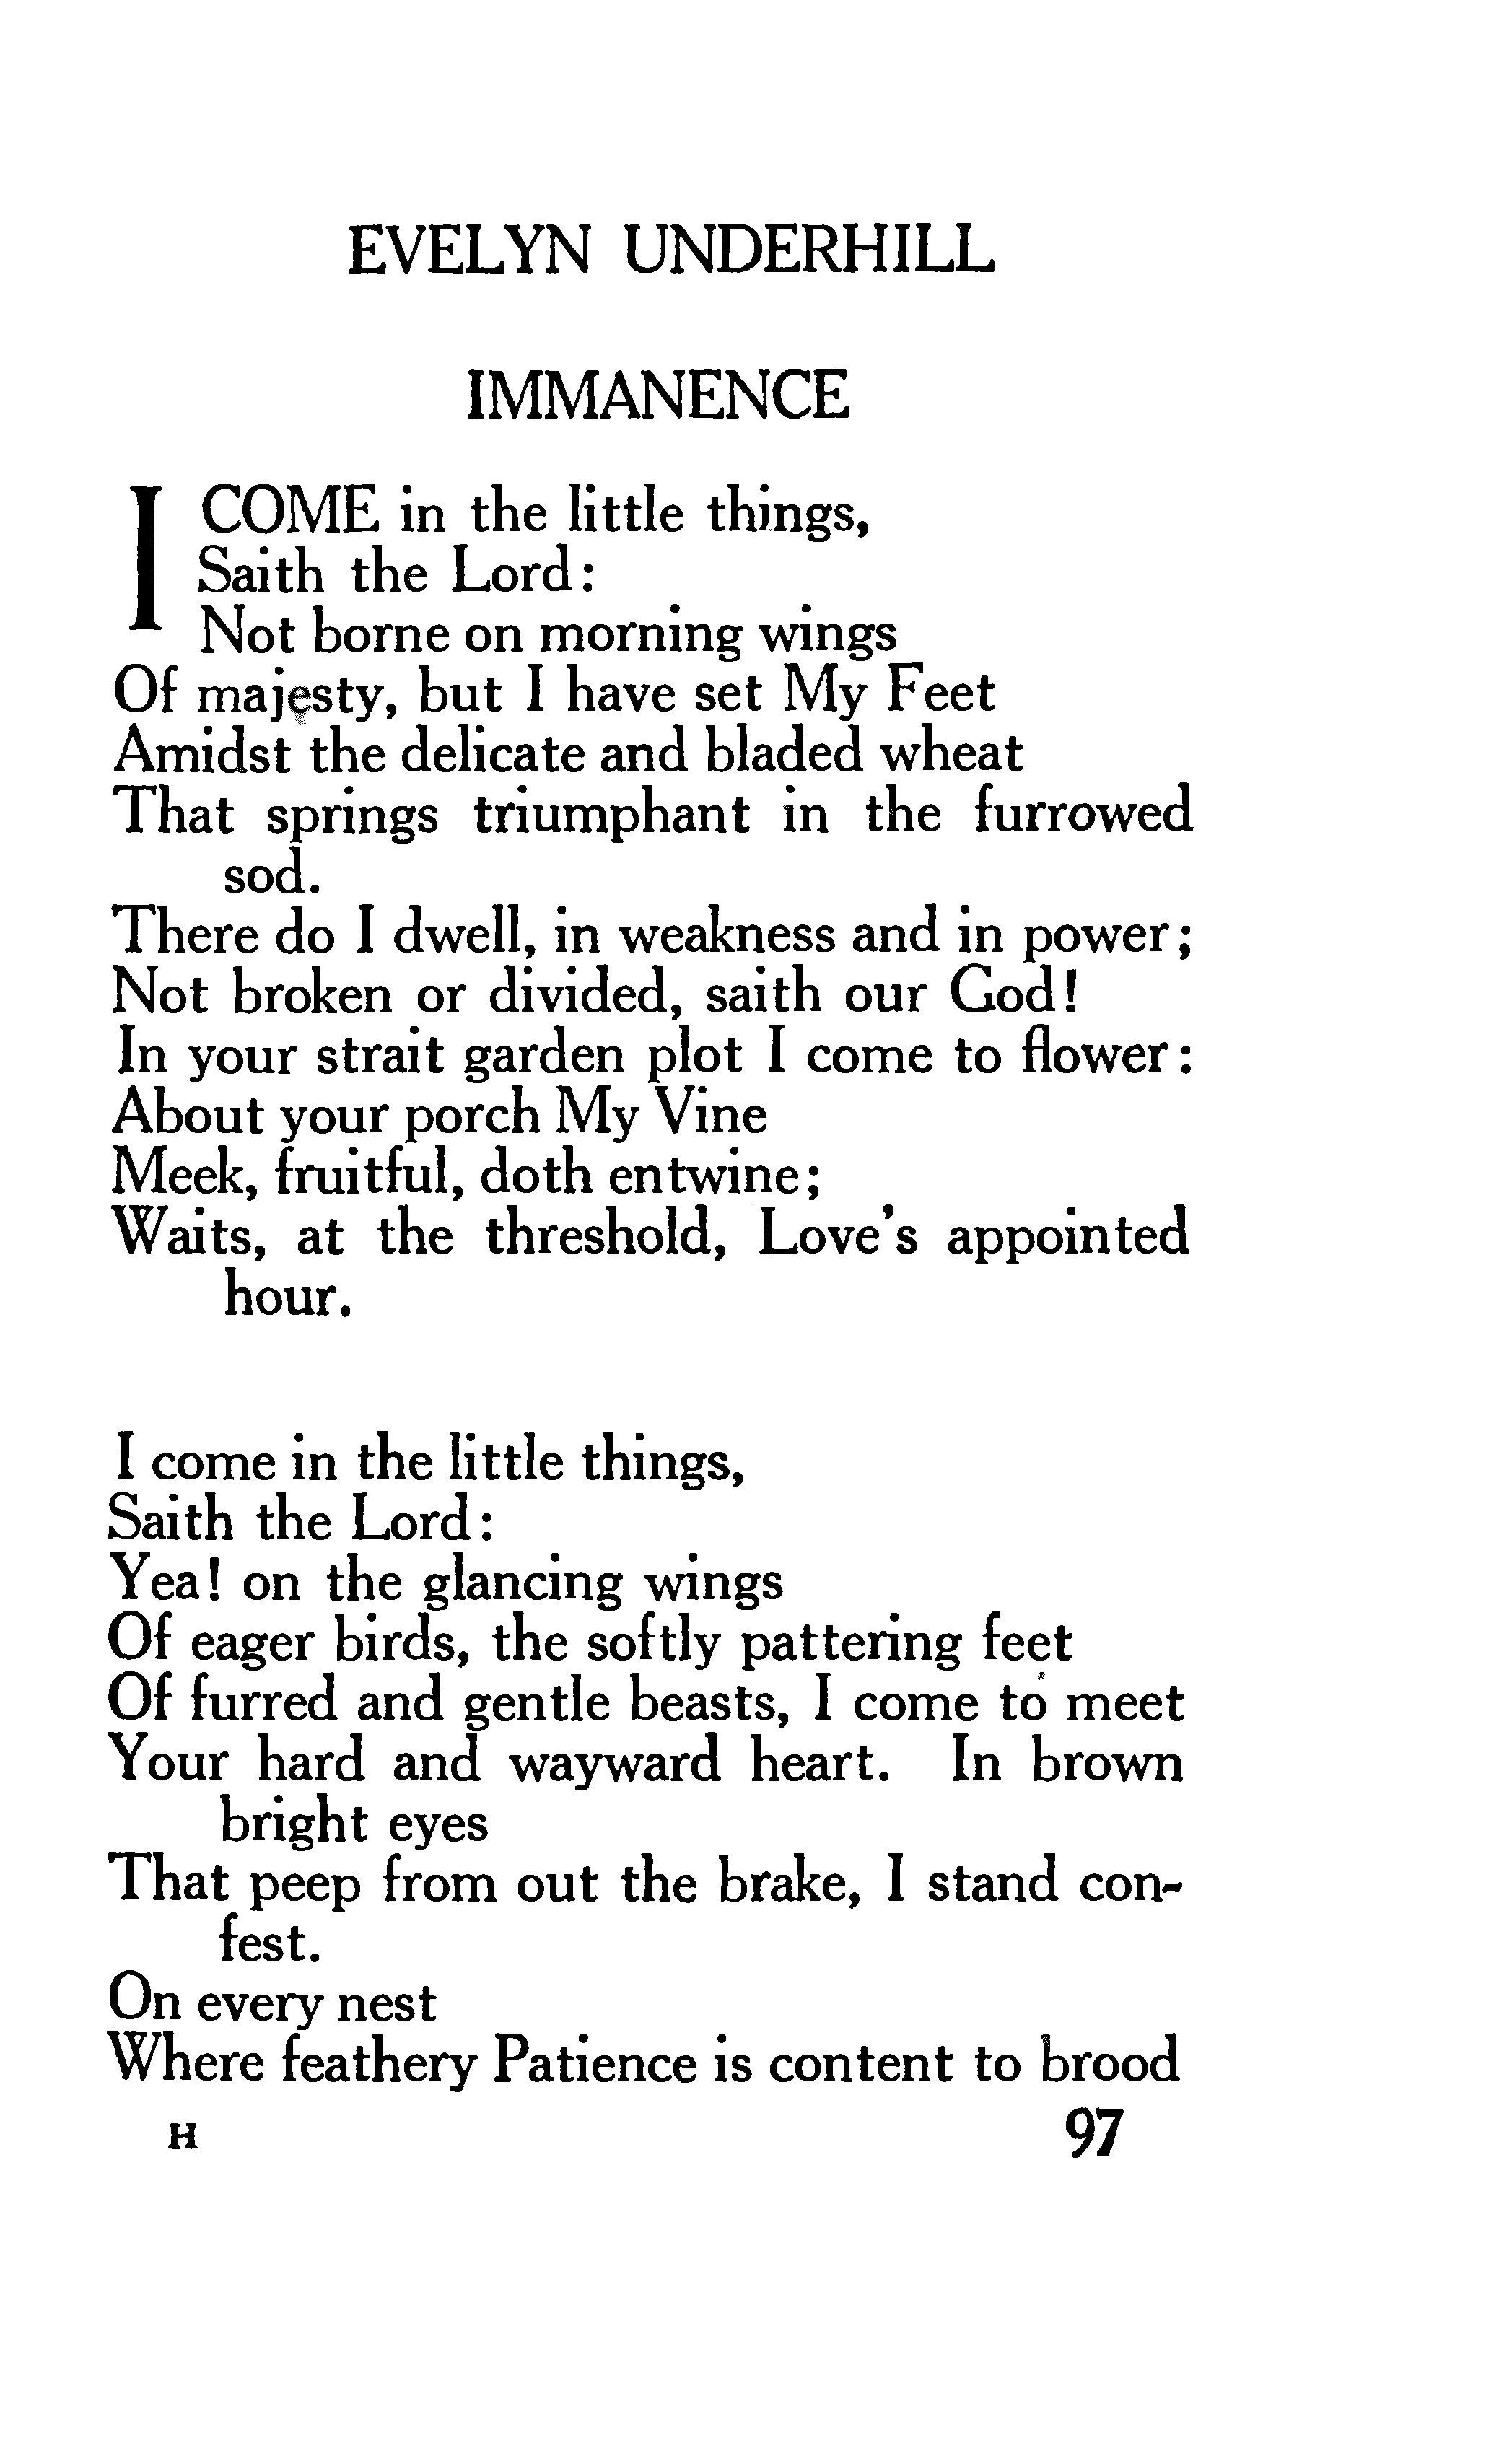 EVELYN UNDERHILL
IMMANENCE
I COME in the little things,
Saith the Lord:
Not borne on morning wings
Of majesty, but I have set My Feet
Amidst the delicate and bladed wheat
That springs triumphant in the furrowed
sod.
There do I dwell, in weakness and in power;
Not broken or divided, saith our God!
In your strait garden plot I come to flower:
About your porch My Vine
Meek, fruitful, doth entwine;
Waits, at the threshold, Love's appointed
hour.
I come in the little things,
Saith the Lord:
Yea! on the glancing wings
Of eager birds, the softly pattering feet
Of furred and gentle beasts, I come to meet
Your hard and wayward heart. In brown
bright eyes
That peep from out the brake, I stand con-
fest.
On every nest
Where feathery Patience is content to brood
H 97